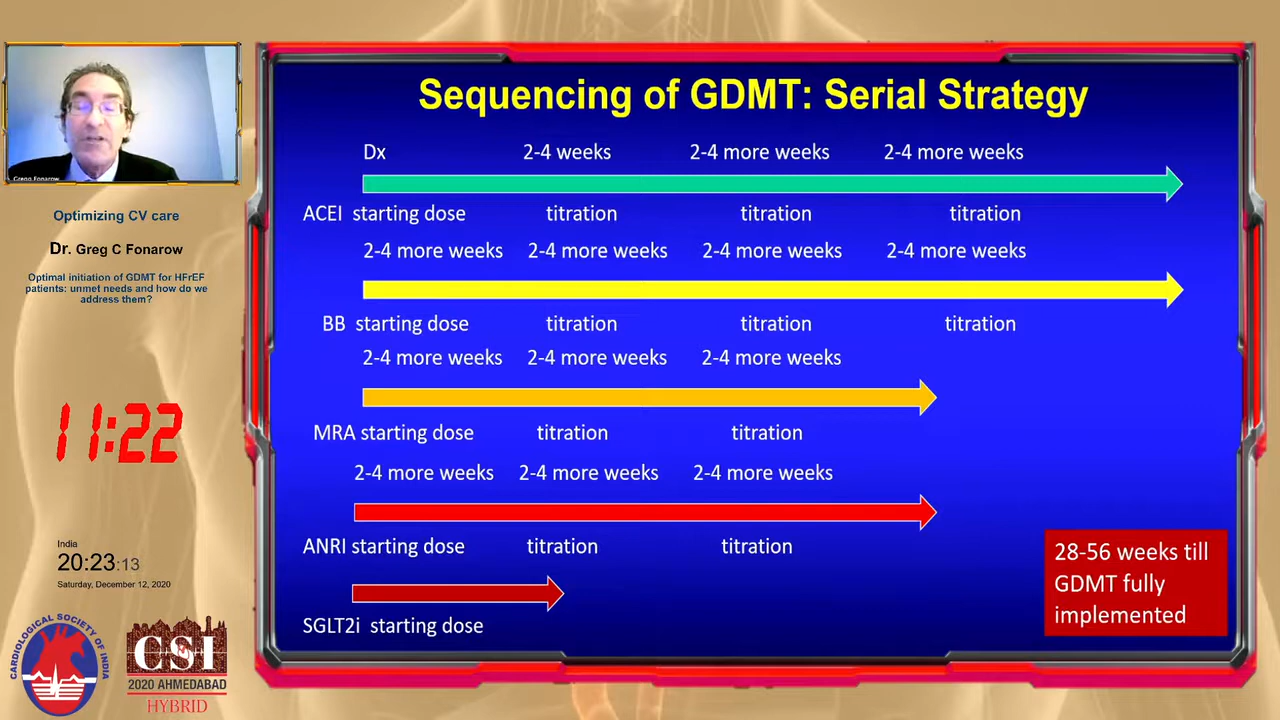 Gregg Fonarow
Optimizing CV care
Dr. Greg C Fonarow
Optimal initiation of GDMT for HFrEF
patients: unmet needs and how do we
address them?
11:22
India
20:23:13
Saturday, December 12, 2020
CARDIOLOGICAL SOCIETY OF INDIA
CSI
2020 AHMEDABAD
HYBRID
Sequencing of GDMT: Serial Strategy
Dx 2-4 weeks 2-4 more weeks 2-4 more weeks
ACEI starting dose titration titration titration
2-4 more weeks 2-4 more weeks 2-4 more weeks 2-4 more weeks
BB starting dose titration titration titration
2-4 more weeks 2-4 more weeks 2-4 more weeks
MRA starting dose titration titration
2-4 more weeks 2-4 more weeks 2-4 more weeks
ANRI starting dose titration titration
SGLT2i starting dose
28-56 weeks till
GDMT fully
implemented